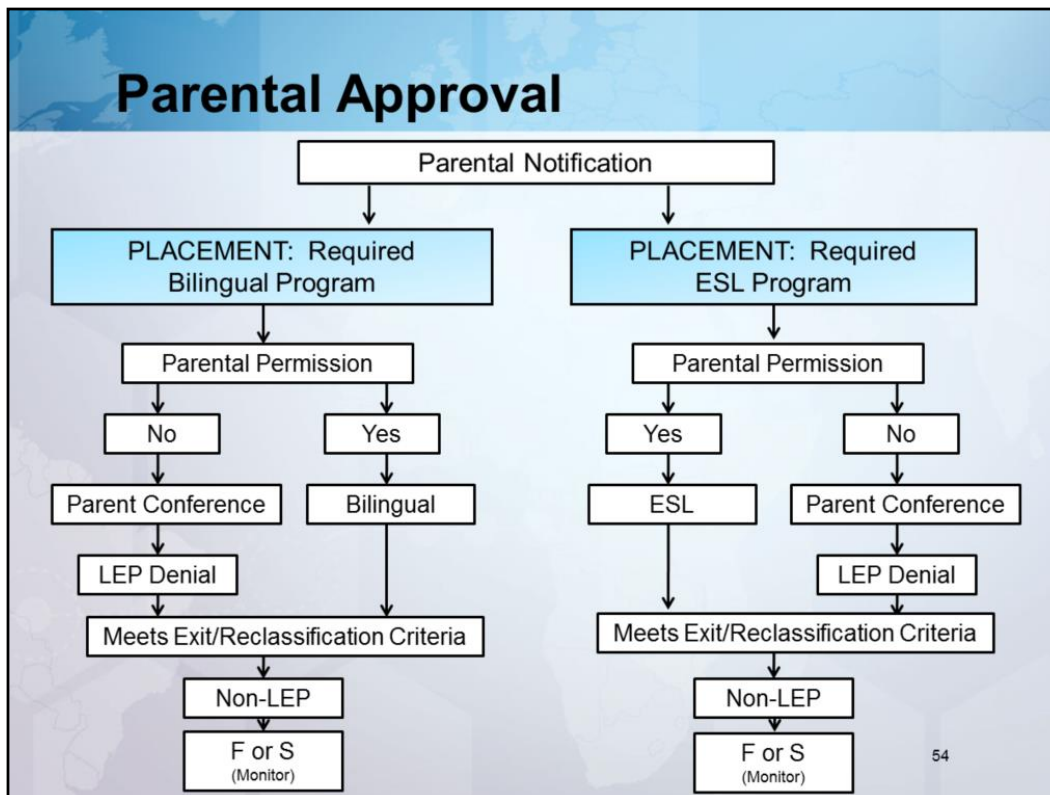 Parental Approval
Parental Notification
PLACEMENT: Required
Bilingual Program
PLACEMENT: Required
ESL Program
Parental Permission
Parental Permission
No
Yes
Yes
No
Parent Conference
Bilingual
ESL
Parent Conference
LEP Denial
LEP Denial
Meets Exit/Reclassification Criteria
Meets Exit/Reclassification Criteria
Non-LEP
Non-LEP
F or S
(Monitor)
F or S
(Monitor)
54